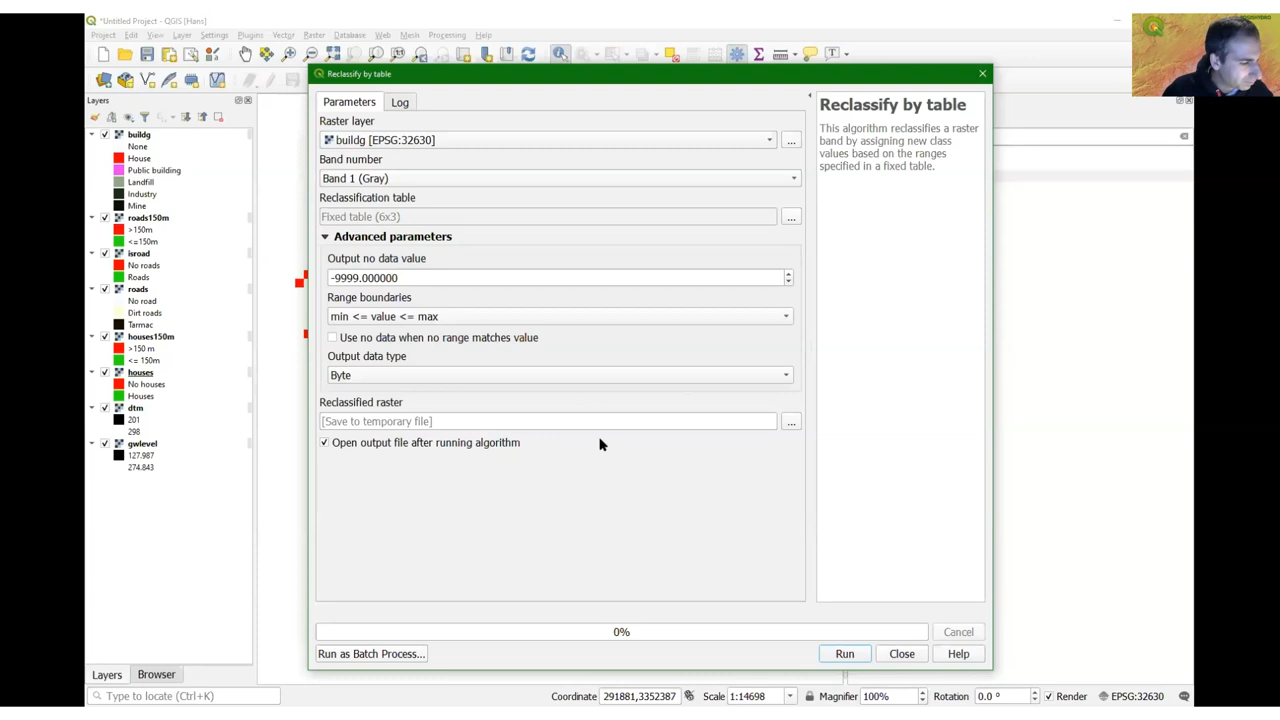 *Untitled Project - QGIS [Hans]
Project Edit View Layer Settings Plugins Vector Raster Database Web Mesh Processing Help
Layers
buildg
None
House
Public building
Landfill
Industry
Mine
roads150m
>150m
<=150m
isroad
No roads
Roads
roads
No road
Dirt roads
Tarmac
houses150m
>150 m
<= 150m
houses
No houses
Houses
dtm
201
298
gwlevel
127.987
274.843
Layers Browser
Type to locate (Ctrl+K)
Reclassify by table
Parameters Log
Raster layer
buildg [EPSG:32630]
...
Band number
Band 1 (Gray)
Reclassification table
Fixed table (6x3)
...
Advanced parameters
Output no data value
-9999.000000
Range boundaries
min <= value <= max
Use no data when no range matches value
Output data type
Byte
Reclassified raster
[Save to temporary file]
...
Open output file after running algorithm
Reclassify by table
This algorithm reclassifies a raster
band by assigning new class
values based on the ranges
specified in a fixed table.
0%
Cancel
Run as Batch Process...
Run Close Help
Coordinate 291881,3352387 Scale 1:14698 Magnifier 100% Rotation 0.0 ° Render EPSG:32630